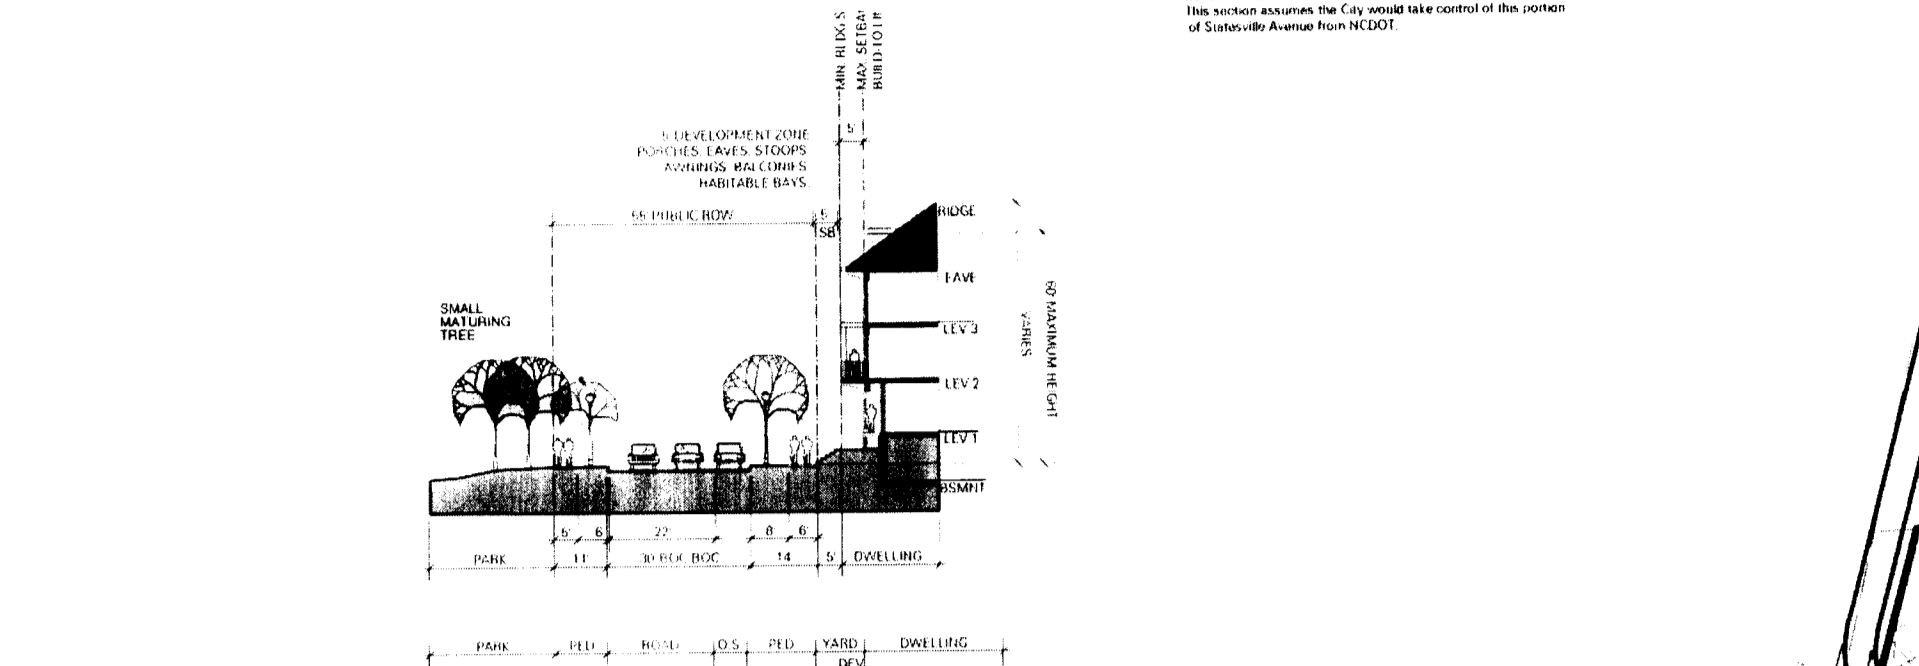 This section assumes the City would take control of this portion
of Statesville Avenue from NCDOT.
MIN. BLDG S
MAX. SETBA
5'
5' DEVELOPMENT ZONE
PORCHES, EAVES, STOOPS
AWNINGS, BALCONIES
HABITABLE BAYS.
PUBLIC ROW
5'
SB
RIDGE
EAVE
SMALL
MATURING
TREE
LEV 3
LEV 2
LEV 1
BSMNT
VARIES
60' MAXIMUM HEIGHT
5' 6' 22' 8' 6'
PARK 11' 30' BOC BOC 14' 5' DWELLING
PARK PED ROAD O.S PED YARD DWELLING
DEV